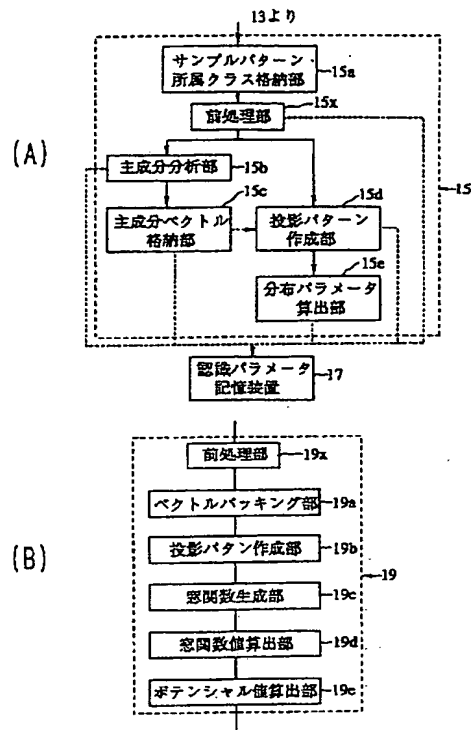 13より
サンプルパターン
所属クラス格納部
15a
前処理部
15x
(A)
主成分分析部
15b
15c
15d
15
主成分ベクトル
格納部
投影パターン
作成部
15e
分布パラメータ
算出部
認識パラメータ
記憶装置
17
前処理部
19x
ベクトルパッキング部
19a
(B)
投影パタン作成部
19b
19
窓関数生成部
19c
窓関数値算出部
19d
ポテンシャル値算出部
19e